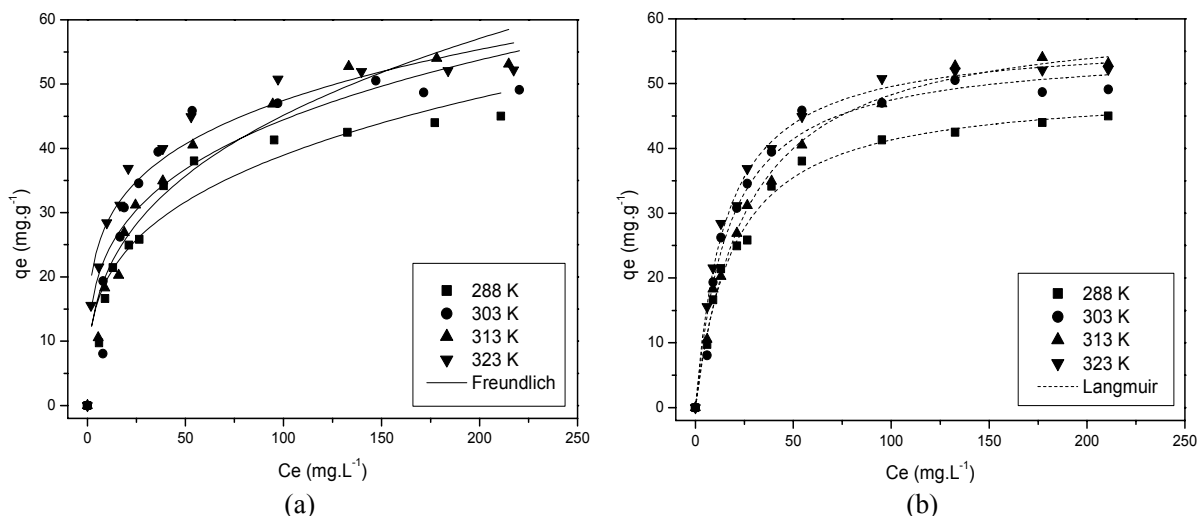 60
50
40
30
20
10
0
qe (mg.g⁻¹)
288 K
303 K
313 K
323 K
Freundlich
0 50 100 150 200 250
Ce (mg.L⁻¹)
(a)
60
50
40
30
20
10
0
qe (mg.g⁻¹)
288 K
303 K
313 K
323 K
Langmuir
0 50 100 150 200 250
Ce (mg.L⁻¹)
(b)